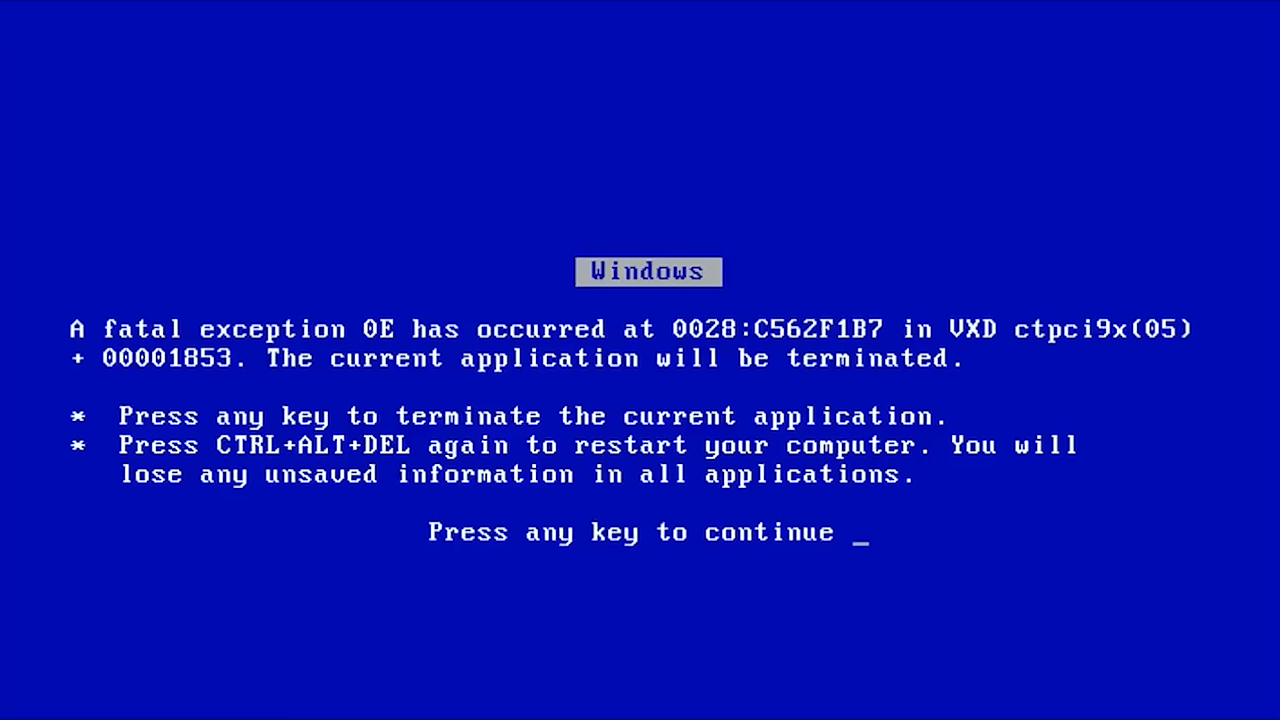 Windows
A fatal exception 0E has occurred at 0028:C562F1B7 in VXD ctpci9x(05)
+ 00001853. The current application will be terminated.
* Press any key to terminate the current application.
* Press CTRL+ALT+DEL again to restart your computer. You will
lose any unsaved information in all applications.
Press any key to continue _